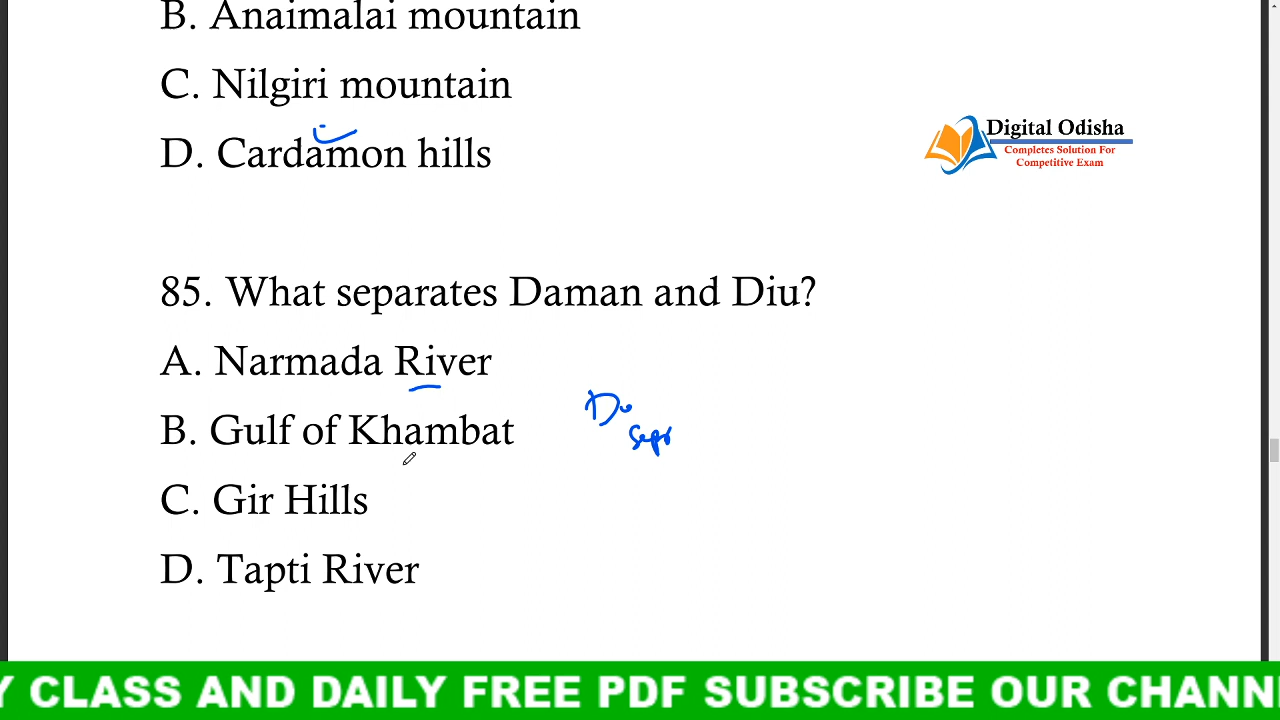 B. Anaimalai mountain
C. Nilgiri mountain
D. Cardamon hills
Digital Odisha
Completes Solution For
Competitive Exam
85. What separates Daman and Diu?
A. Narmada River
B. Gulf of Khambat
C. Gir Hills
D. Tapti River
Y CLASS AND DAILY FREE PDF SUBSCRIBE OUR CHANN